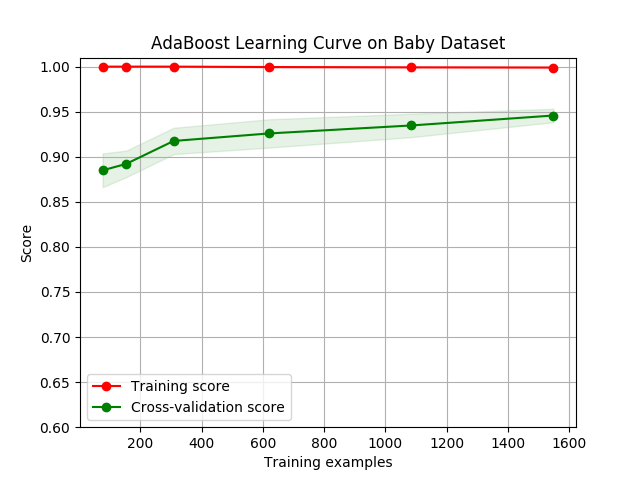 AdaBoost Learning Curve on Baby Dataset
1.00
0.95
0.90
0.85
0.80
0.75
0.70
0.65
0.60
Score
Training score
Cross-validation score
200 400 600 800 1000 1200 1400 1600
Training examples